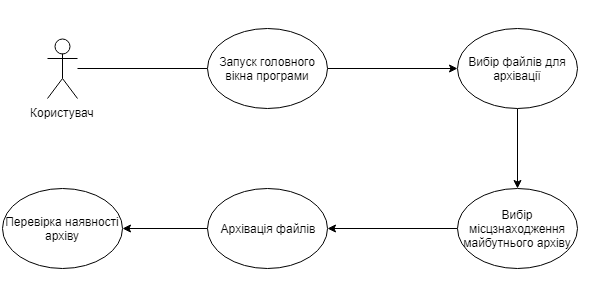 Запуск головного
вікна програми
Вибір файлів для
архівації
Користувач
Вибір
місцзнаходження
майбутнього архіву
Архівація файлів
Перевірка наявності
архіву